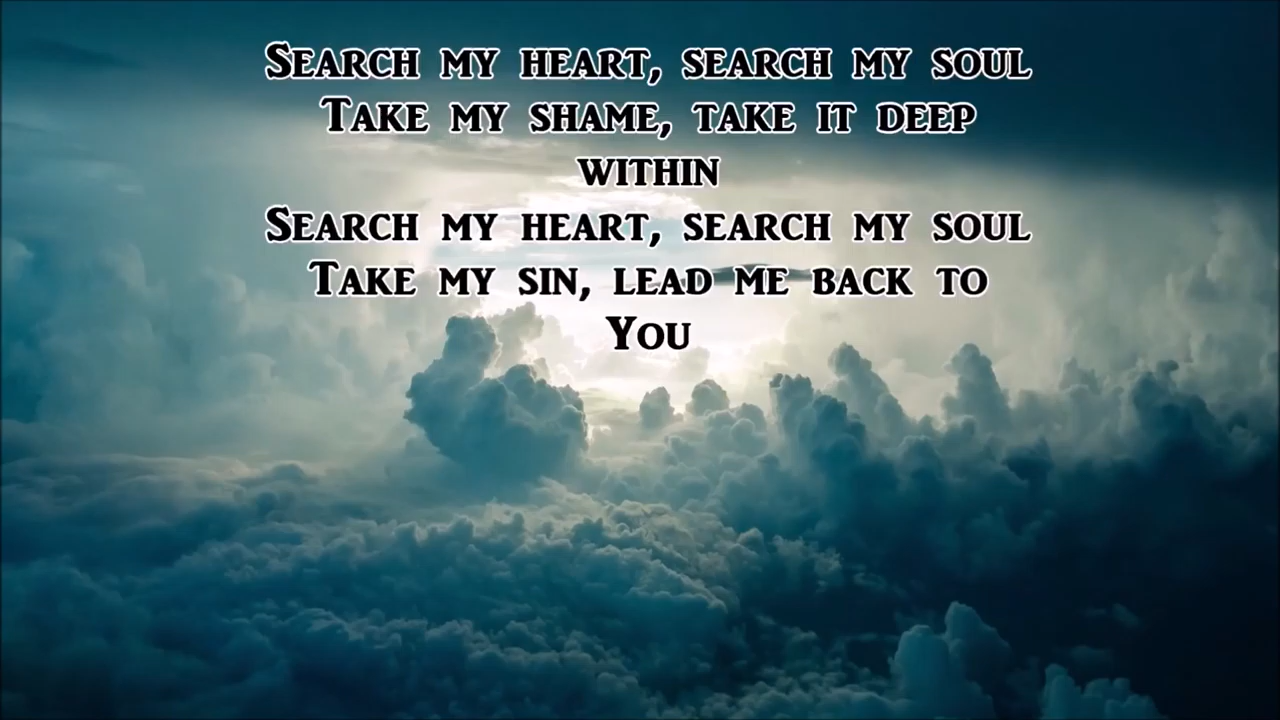 Search my heart, search my soul
Take my shame, take it deep
within
Search my heart, search my soul
Take my sin, lead me back to
You